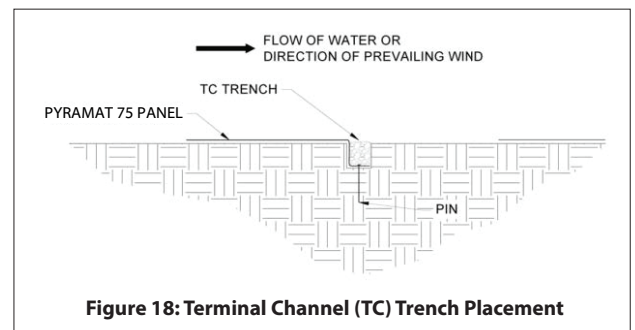 FLOW OF WATER OR
DIRECTION OF PREVAILING WIND
TC TRENCH
PYRAMAT 75 PANEL
PIN
Figure 18: Terminal Channel (TC) Trench Placement